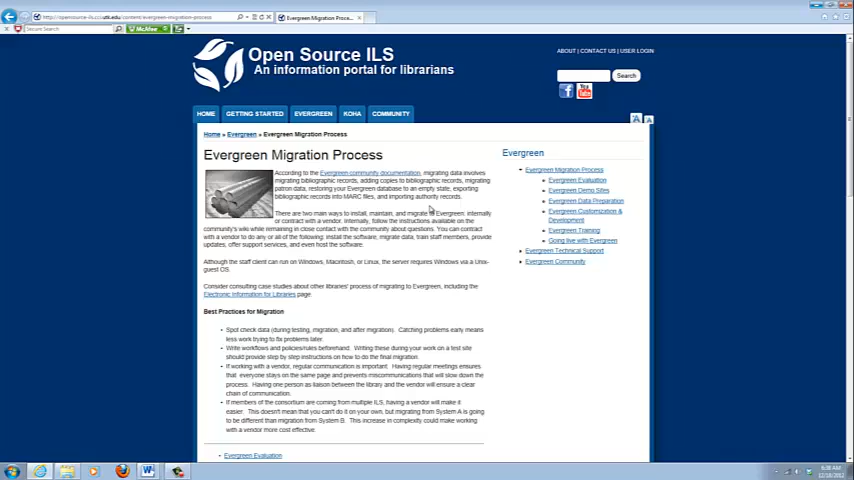 http://opensource-ils.cci.utk.edu/content/evergreen-migration-process
Evergreen Migration Proce...
Secure Search
McAfee
Open Source ILS
An information portal for librarians
ABOUT | CONTACT US | USER LOGIN
Search
HOME
GETTING STARTED
EVERGREEN
KOHA
COMMUNITY
A A
Home » Evergreen » Evergreen Migration Process
Evergreen Migration Process
According to the Evergreen community documentation, migrating data involves
migrating bibliographic records, adding copies to bibliographic records, migrating
patron data, restoring your Evergreen database to an empty state, exporting
bibliographic records into MARC files, and importing authority records.
There are two main ways to install, maintain, and migrate to Evergreen: internally
or contract with a vendor. Internally, follow the instructions available on the
community's wiki while remaining in close contact with the community about questions. You can contract
with a vendor to do any or all of the following: install the software, migrate data, train staff members, provide
updates, offer support services, and even host the software.
Although the staff client can run on Windows, Macintosh, or Linux, the server requires Windows via a Unix-
guest OS.
Consider consulting case studies about other libraries' process of migrating to Evergreen, including the
Electronic Information for Libraries page.
Best Practices for Migration
Spot check data (during testing, migration, and after migration). Catching problems early means
less work trying to fix problems later.
Write workflows and policies/rules beforehand. Writing these during your work on a test site
should provide step by step instructions on how to do the final migration.
If working with a vendor, regular communication is important. Having regular meetings ensures
that everyone stays on the same page and prevents miscommunications that will slow down the
process. Having one person as liaison between the library and the vendor will ensure a clear
chain of communication.
If members of the consortium are coming from multiple ILS, having a vendor will make it
easier. This doesn't mean that you can't do it on your own, but migrating from System A is going
to be different than migration from System B. This increase in complexity could make working
with a vendor more cost effective.
Evergreen Evaluation
Evergreen
Evergreen Migration Process
Evergreen Evaluation
Evergreen Demo Sites
Evergreen Data Preparation
Evergreen Customization &
Development
Evergreen Training
Going live with Evergreen
Evergreen Technical Support
Evergreen Community
6:38 AM
12/18/2012